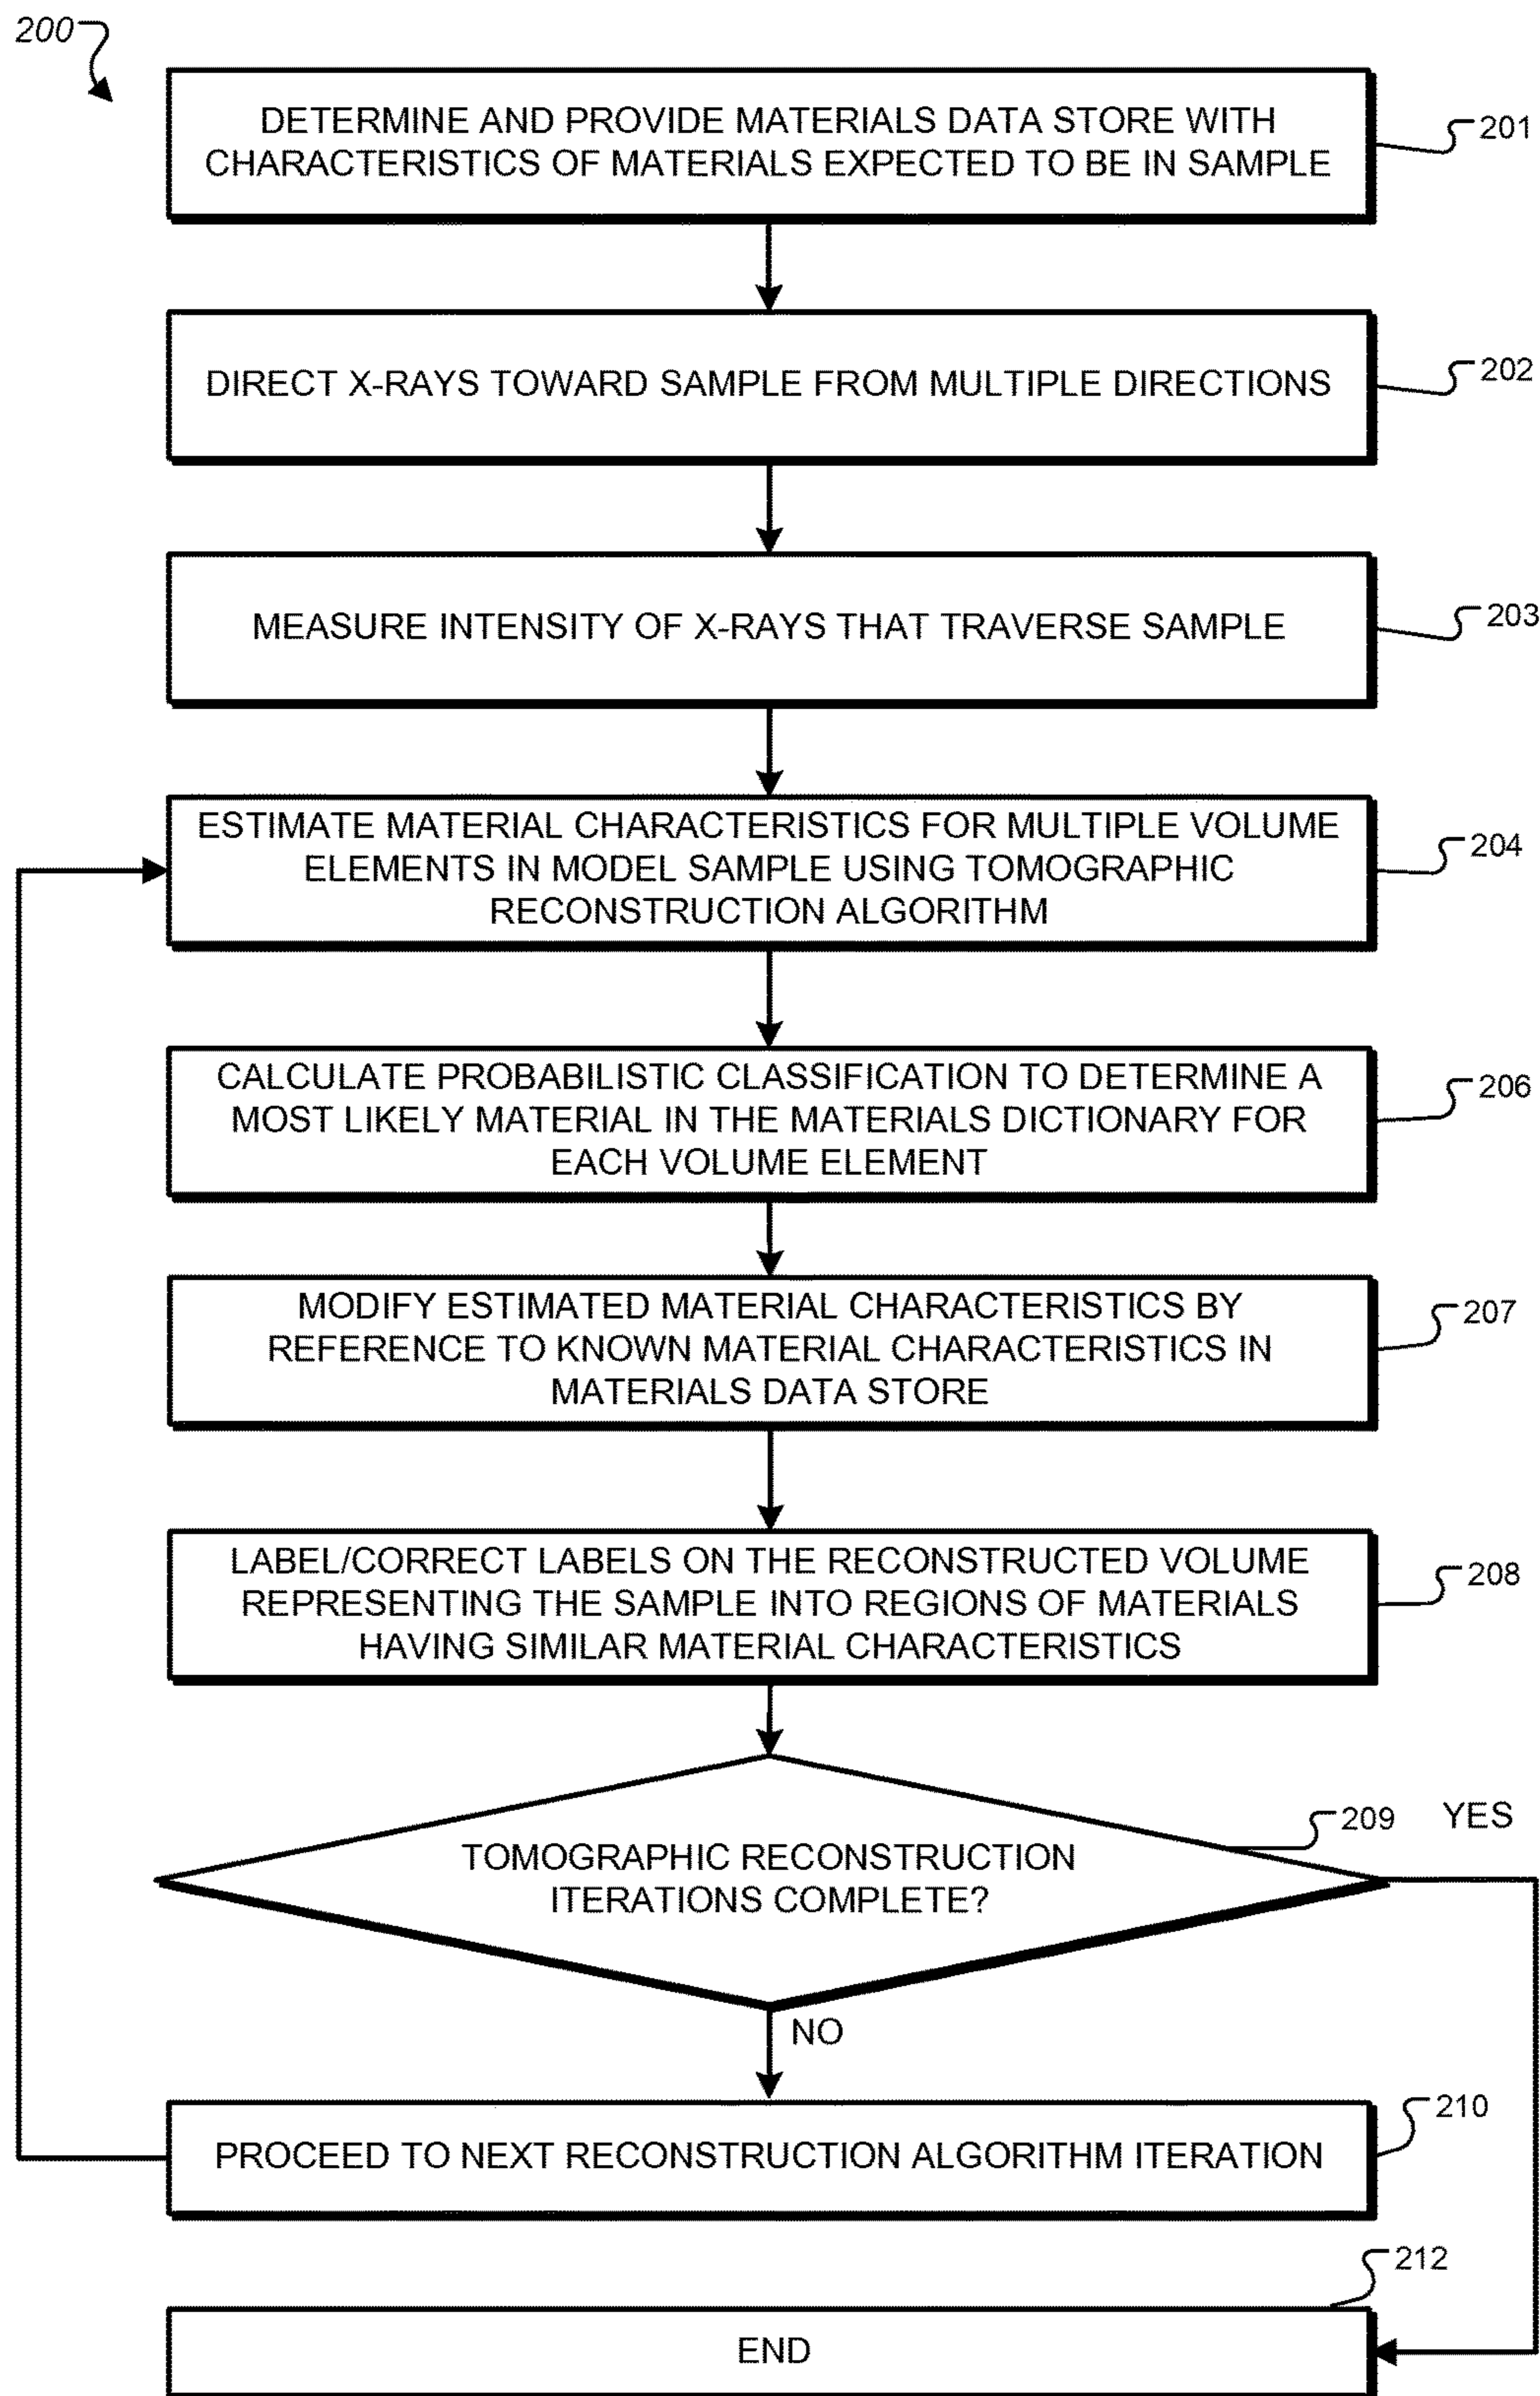 200
DETERMINE AND PROVIDE MATERIALS DATA STORE WITH
CHARACTERISTICS OF MATERIALS EXPECTED TO BE IN SAMPLE
201
DIRECT X-RAYS TOWARD SAMPLE FROM MULTIPLE DIRECTIONS
202
MEASURE INTENSITY OF X-RAYS THAT TRAVERSE SAMPLE
203
ESTIMATE MATERIAL CHARACTERISTICS FOR MULTIPLE VOLUME
ELEMENTS IN MODEL SAMPLE USING TOMOGRAPHIC
RECONSTRUCTION ALGORITHM
204
CALCULATE PROBABILISTIC CLASSIFICATION TO DETERMINE A
MOST LIKELY MATERIAL IN THE MATERIALS DICTIONARY FOR
EACH VOLUME ELEMENT
206
MODIFY ESTIMATED MATERIAL CHARACTERISTICS BY
REFERENCE TO KNOWN MATERIAL CHARACTERISTICS IN
MATERIALS DATA STORE
207
LABEL/CORRECT LABELS ON THE RECONSTRUCTED VOLUME
REPRESENTING THE SAMPLE INTO REGIONS OF MATERIALS
HAVING SIMILAR MATERIAL CHARACTERISTICS
208
TOMOGRAPHIC RECONSTRUCTION
ITERATIONS COMPLETE?
209
YES
NO
PROCEED TO NEXT RECONSTRUCTION ALGORITHM ITERATION
210
212
END